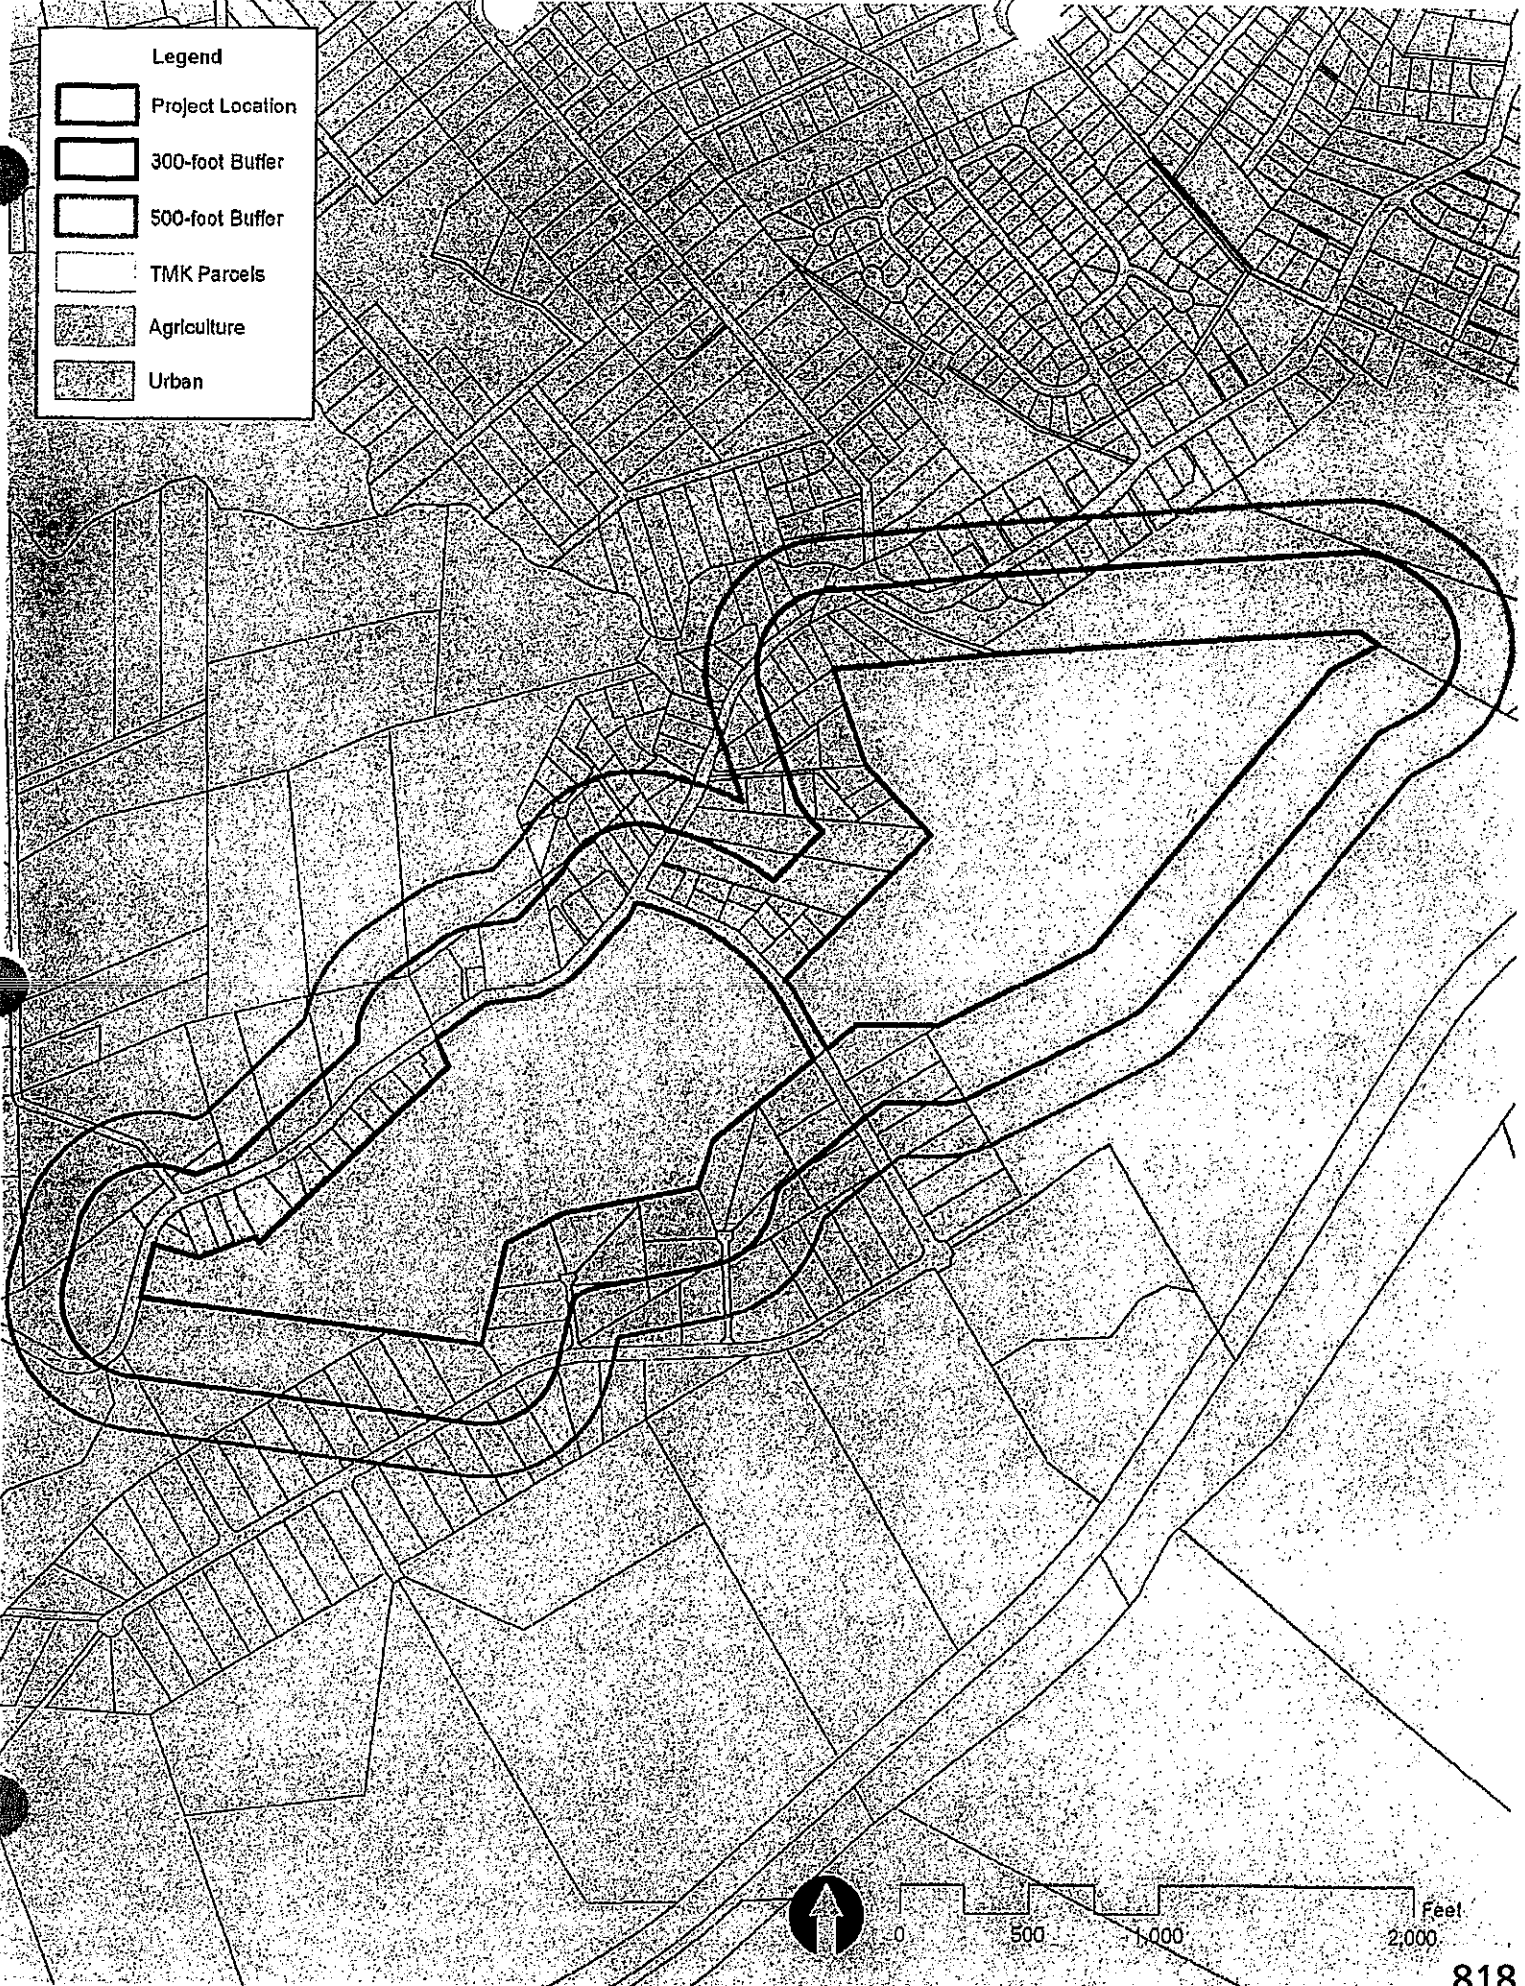 Legend
Project Location
300-foot Buffer
500-foot Buffer
TMK Parcels
Agriculture
Urban
Feet
0 500 1,000 2,000
818